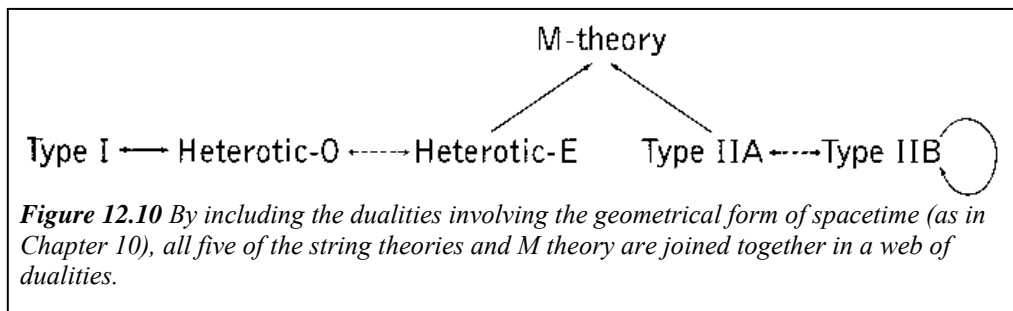 M-theory
Type I Heterotic-O Heterotic-E Type IIA Type IIB
Figure 12.10 By including the dualities involving the geometrical form of spacetime (as in
Chapter 10), all five of the string theories and M theory are joined together in a web of
dualities.